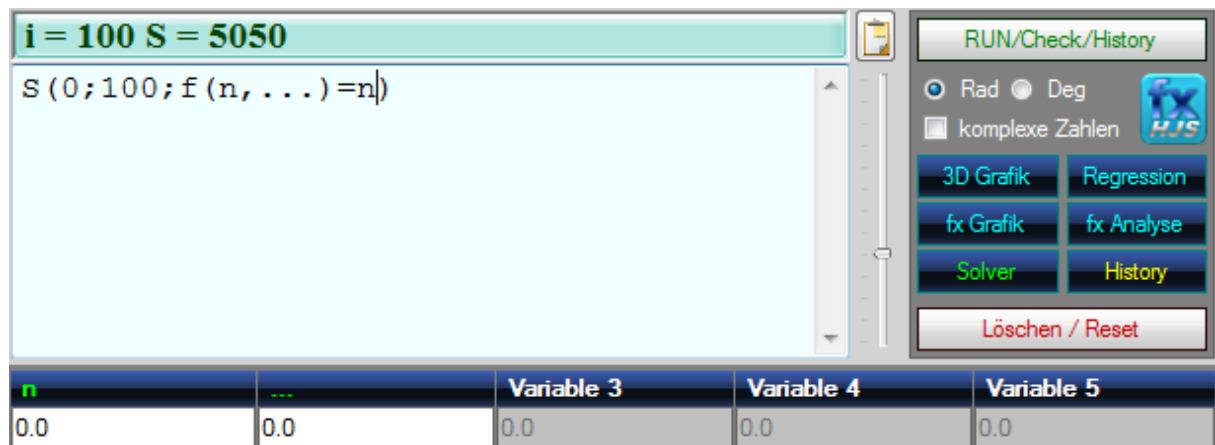 i = 100 S = 5050
S(0;100;f(n,...)=n)
RUN/Check/History
Rad Deg
komplexe Zahlen
fx
HJS
3D Grafik Regression
fx Grafik fx Analyse
Solver History
Löschen / Reset
n ... Variable 3 Variable 4 Variable 5
0.0 0.0 0.0 0.0 0.0